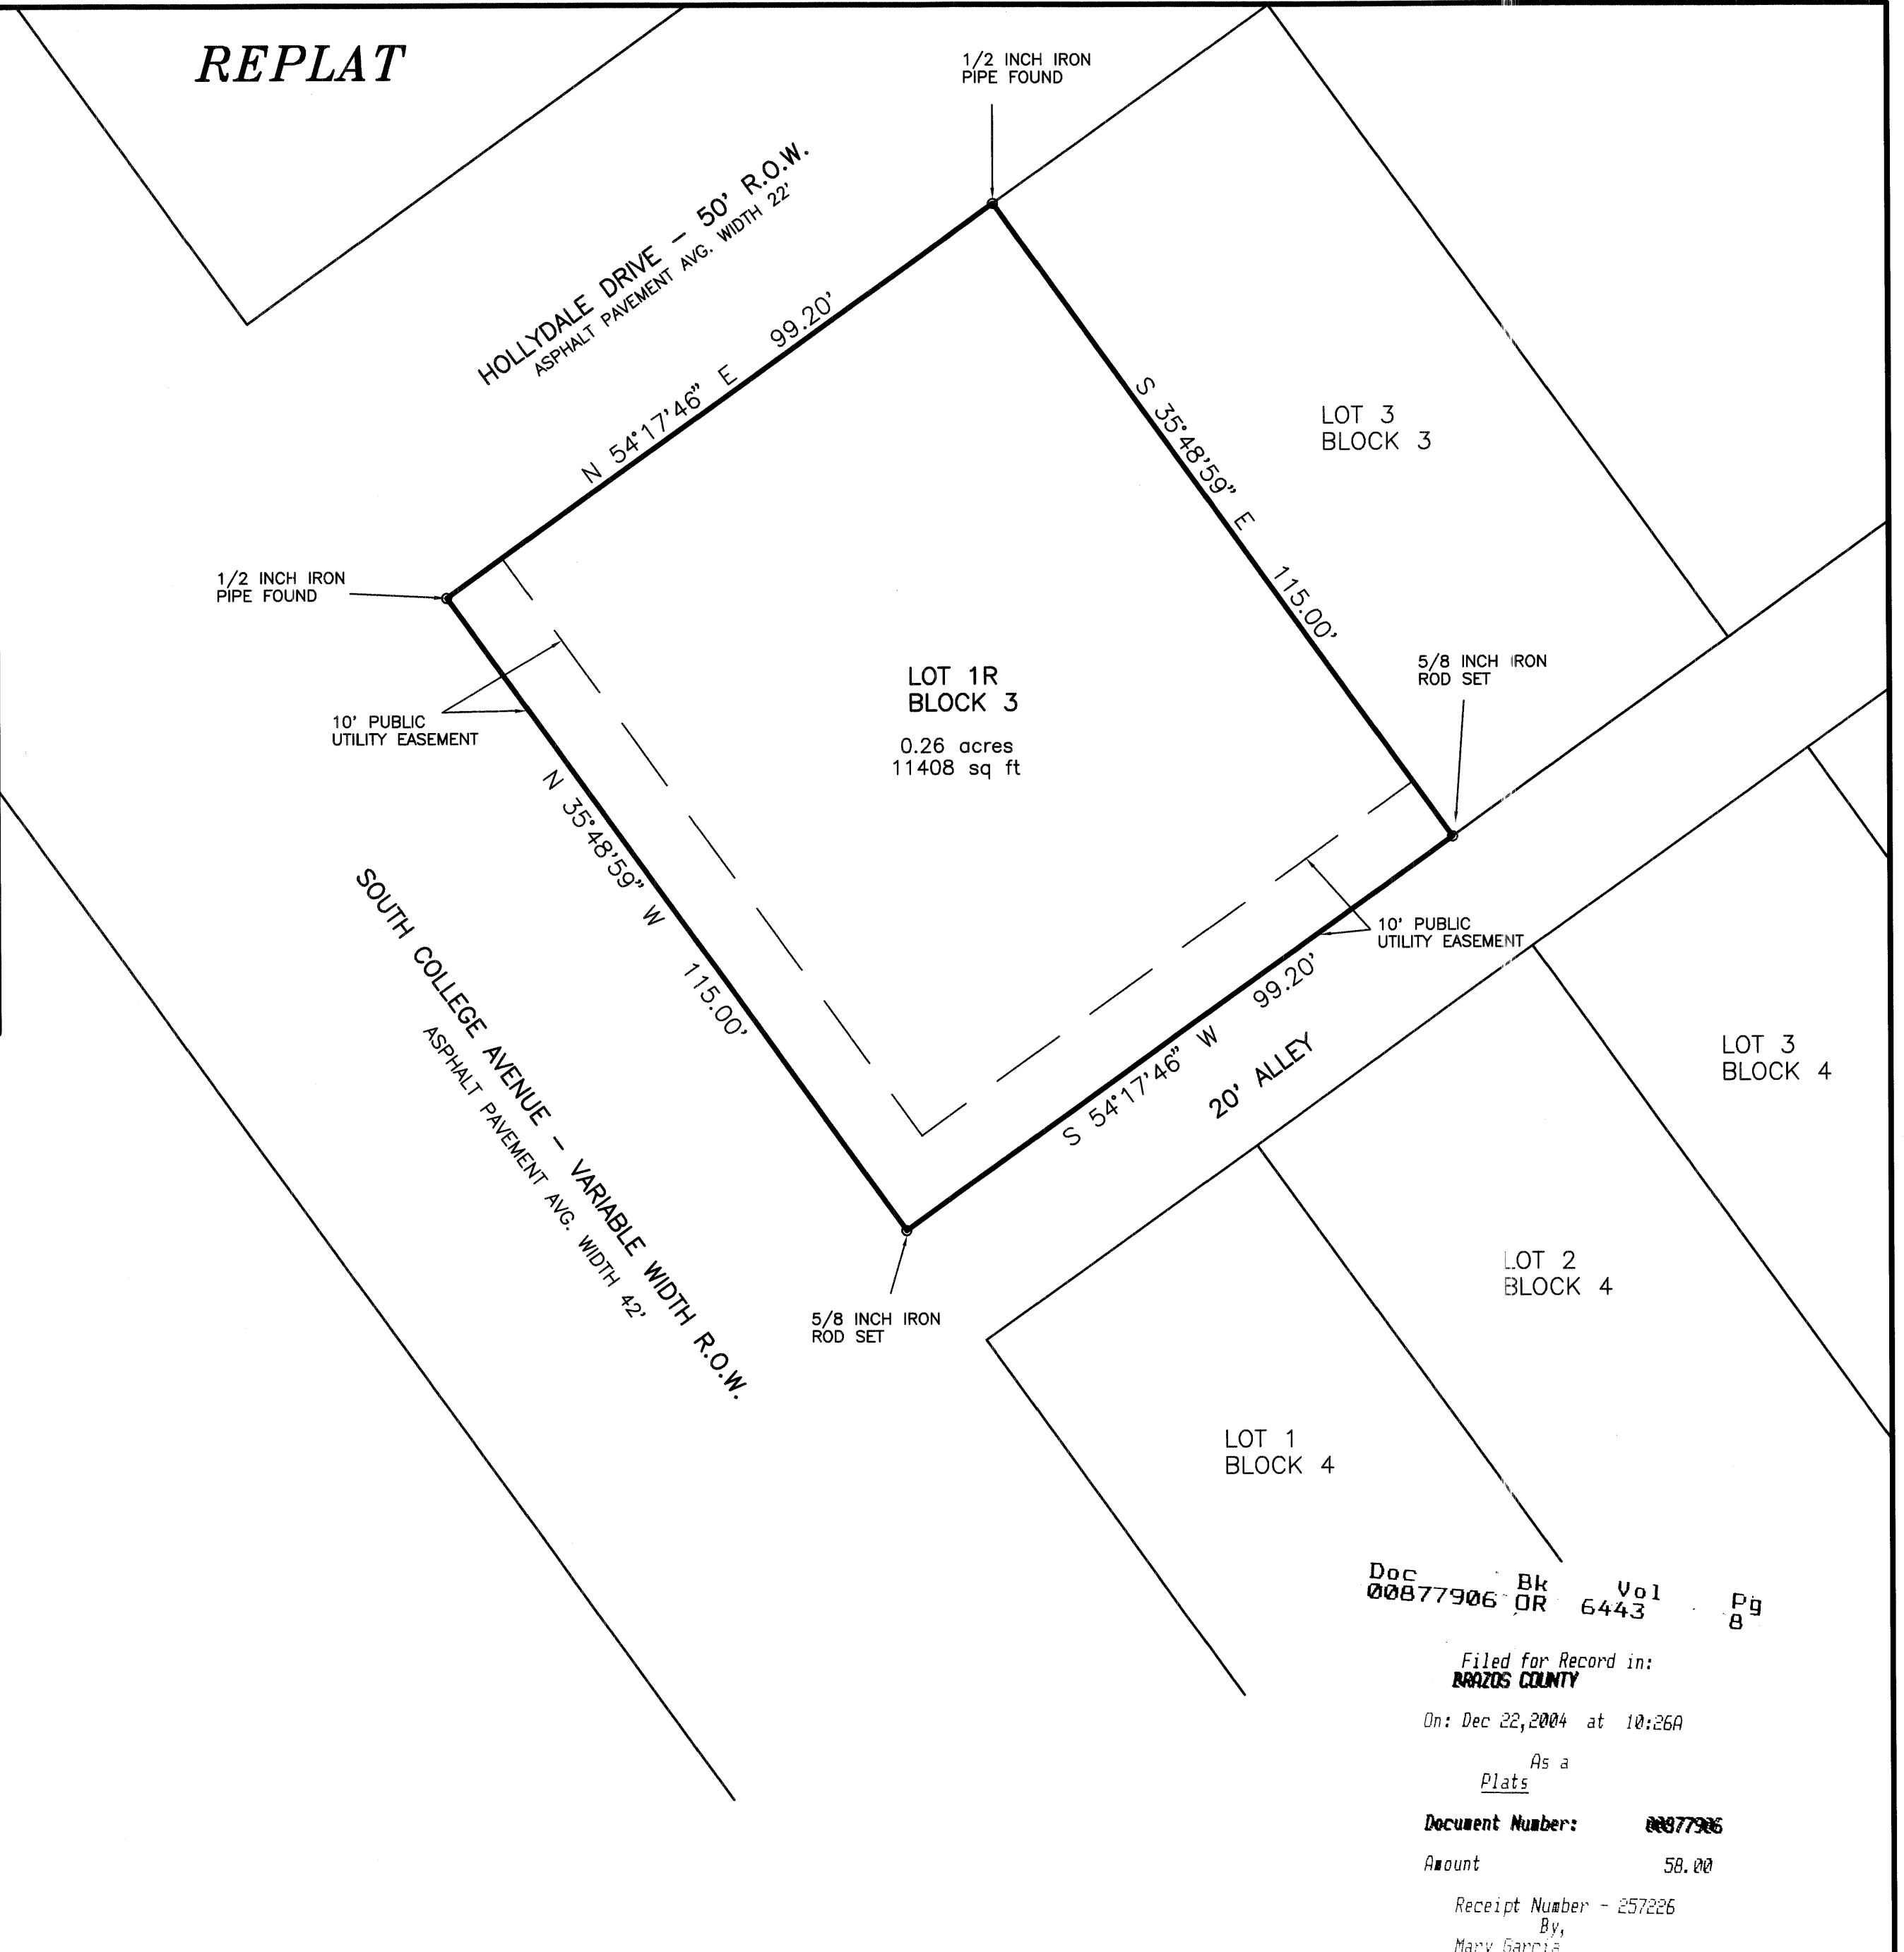 REPLAT
1/2 INCH IRON
PIPE FOUND
HOLLYDALE DRIVE – 50' R.O.W.
ASPHALT PAVEMENT AVG. WIDTH 22'
N 54°17'46" E 99.20'
S 35°48'59" E 115.00'
LOT 3
BLOCK 3
1/2 INCH IRON
PIPE FOUND
5/8 INCH IRON
ROD SET
LOT 1R
BLOCK 3
0.26 acres
11408 sq ft
10' PUBLIC
UTILITY EASEMENT
N 35°48'59" W 115.00'
10' PUBLIC
UTILITY EASEMENT
S 54°17'46" W 99.20'
20' ALLEY
SOUTH COLLEGE AVENUE – VARIABLE WIDTH R.O.W.
ASPHALT PAVEMENT AVG. WIDTH 42'
LOT 3
BLOCK 4
LOT 2
BLOCK 4
5/8 INCH IRON
ROD SET
LOT 1
BLOCK 4
Doc Bk Vol Pg
00877906 OR 6443 8
Filed for Record in:
BRAZOS COUNTY
On: Dec 22,2004 at 10:26A
As a
Plats
Document Number: 00877906
Amount 58.00
Receipt Number - 257226
By,
Mary Garcia